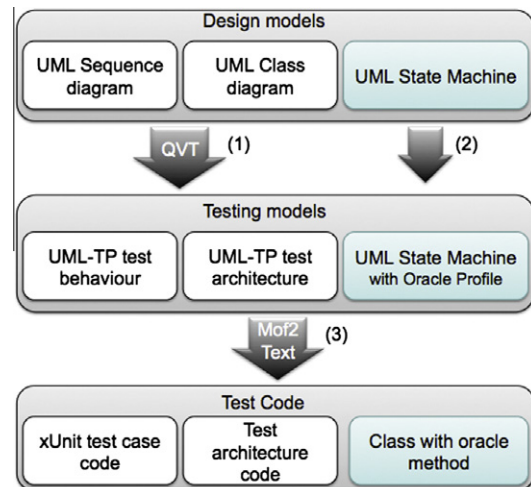 Design models
UML Sequence
diagram
UML Class
diagram
UML State Machine
QVT
(1)
(2)
Testing models
UML-TP test
behaviour
UML-TP test
architecture
UML State Machine
with Oracle Profile
Mof2
Text
(3)
Test Code
xUnit test case
code
Test
architecture
code
Class with oracle
method